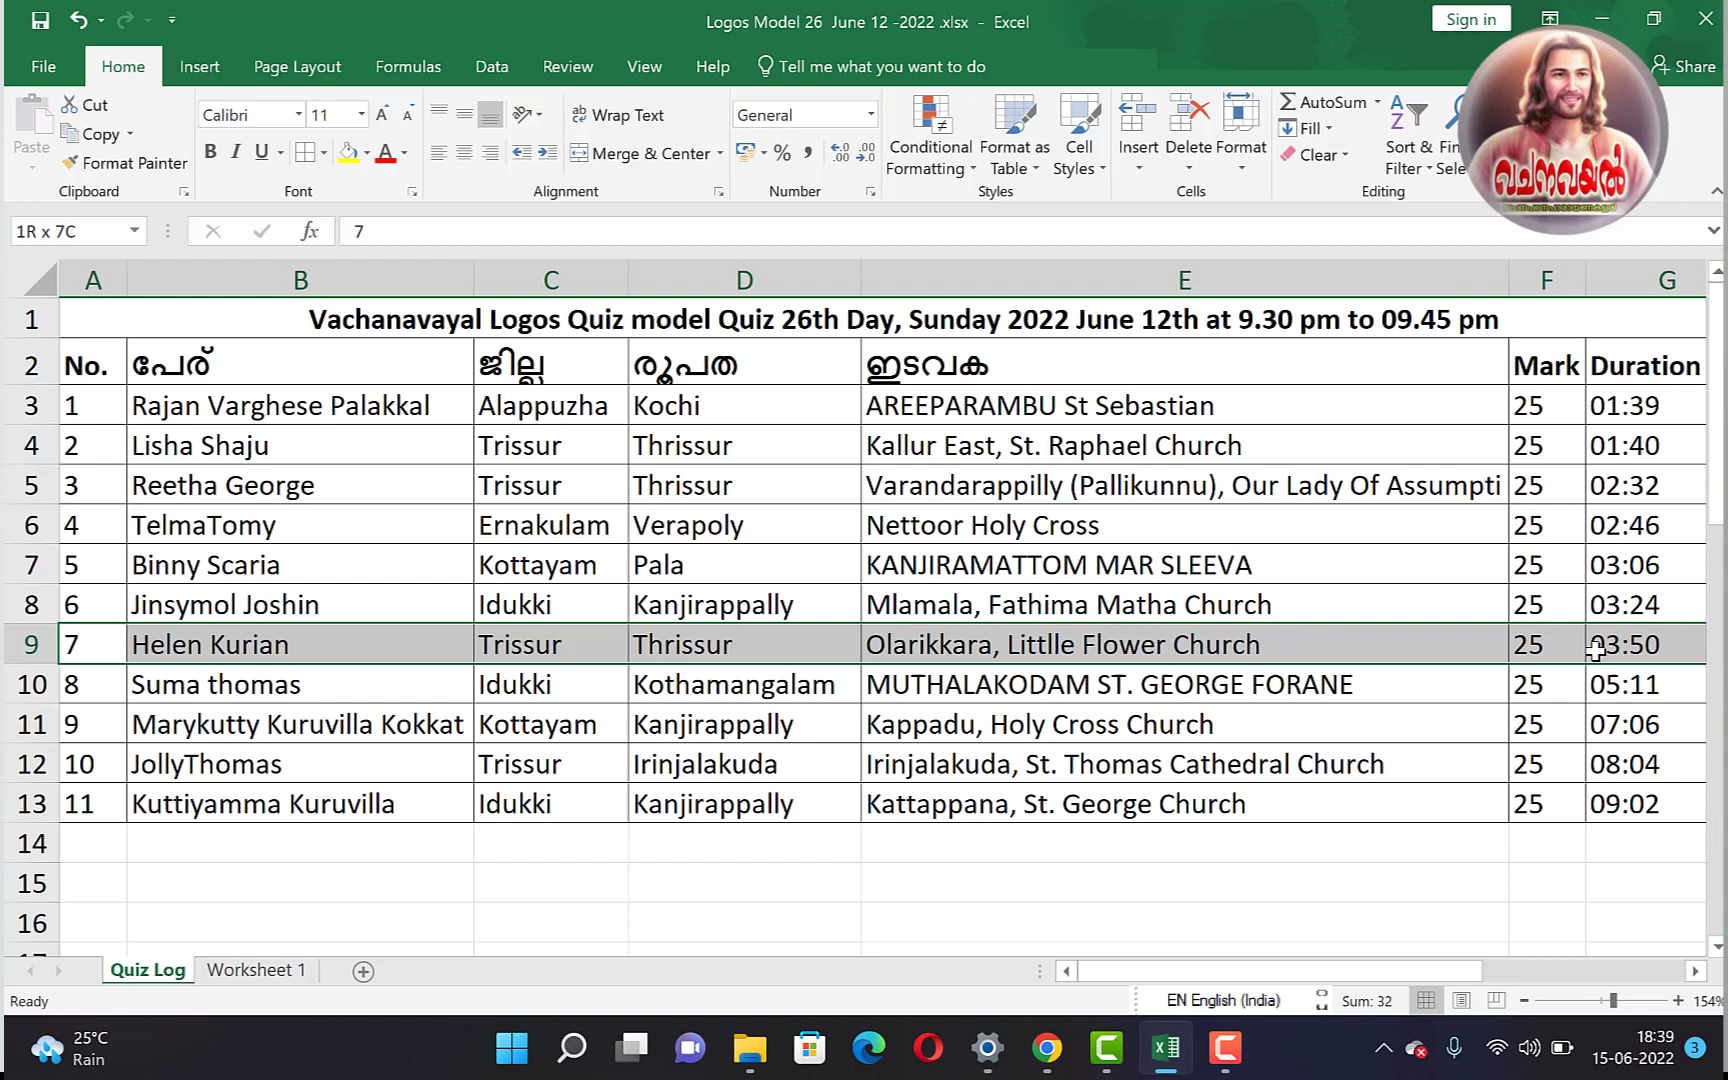 Logos Model 26 June 12 -2022 .xlsx - Excel
Sign in
File Home Insert Page Layout Formulas Data Review View Help Tell me what you want to do Share
Paste
Cut
Copy
Format Painter
Clipboard
Calibri 11
B I U
Font
Wrap Text
Merge & Center
Alignment
General
Number
Conditional Formatting
Format as Table
Cell Styles
Styles
Insert Delete Format
Cells
AutoSum
Fill
Clear
Sort & Filter
Editing
വചനവയൽ
1R x 7C fx 7
A B C D E F G
1 Vachanavayal Logos Quiz model Quiz 26th Day, Sunday 2022 June 12th at 9.30 pm to 09.45 pm
2 No. പേര് ജില്ല രൂപത ഇടവക Mark Duration
3 1 Rajan Varghese Palakkal Alappuzha Kochi AREEPARAMBU St Sebastian 25 01:39
4 2 Lisha Shaju Trissur Thrissur Kallur East, St. Raphael Church 25 01:40
5 3 Reetha George Trissur Thrissur Varandarappilly (Pallikunnu), Our Lady Of Assumpti 25 02:32
6 4 TelmaTomy Ernakulam Verapoly Nettoor Holy Cross 25 02:46
7 5 Binny Scaria Kottayam Pala KANJIRAMATTOM MAR SLEEVA 25 03:06
8 6 Jinsymol Joshin Idukki Kanjirappally Mlamala, Fathima Matha Church 25 03:24
9 7 Helen Kurian Trissur Thrissur Olarikkara, Littlle Flower Church 25 03:50
10 8 Suma thomas Idukki Kothamangalam MUTHALAKODAM ST. GEORGE FORANE 25 05:11
11 9 Marykutty Kuruvilla Kokkat Kottayam Kanjirappally Kappadu, Holy Cross Church 25 07:06
12 10 JollyThomas Trissur Irinjalakuda Irinjalakuda, St. Thomas Cathedral Church 25 08:04
13 11 Kuttiyamma Kuruvilla Idukki Kanjirappally Kattappana, St. George Church 25 09:02
14
15
16
17
Quiz Log Worksheet 1
Ready EN English (India) Sum: 32 154%
25°C
Rain
18:39
15-06-2022
3